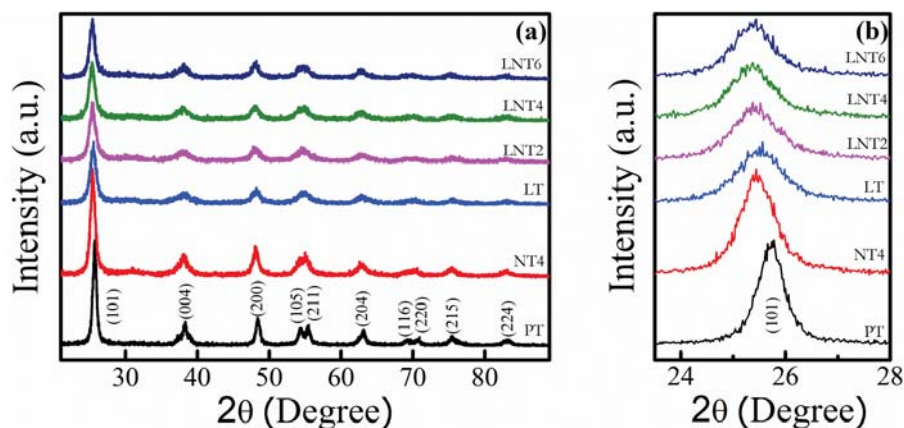 (a)
LNT6
LNT4
LNT2
LT
NT4
PT
(101)
(004)
(200)
(105)
(211)
(204)
(116)
(220)
(215)
(224)
Intensity (a.u.)
30 40 50 60 70 80
2θ (Degree)
(b)
LNT6
LNT4
LNT2
LT
NT4
PT
(101)
Intensity (a.u.)
24 26 28
2θ (Degree)